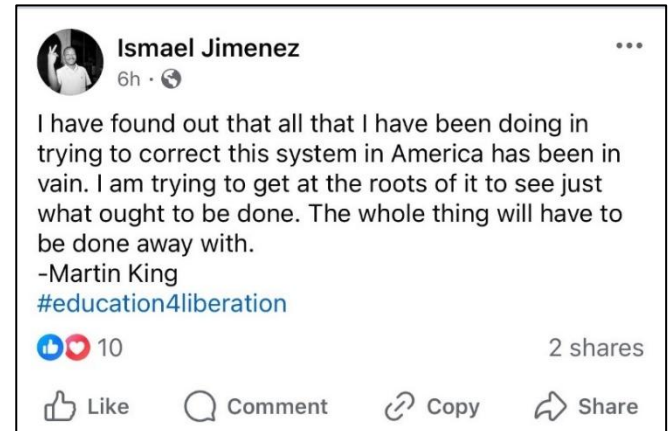 Ismael Jimenez
6h ·
I have found out that all that I have been doing in
trying to correct this system in America has been in
vain. I am trying to get at the roots of it to see just
what ought to be done. The whole thing will have to
be done away with.
-Martin King
#education4liberation
10 2 shares
Like Comment Copy Share